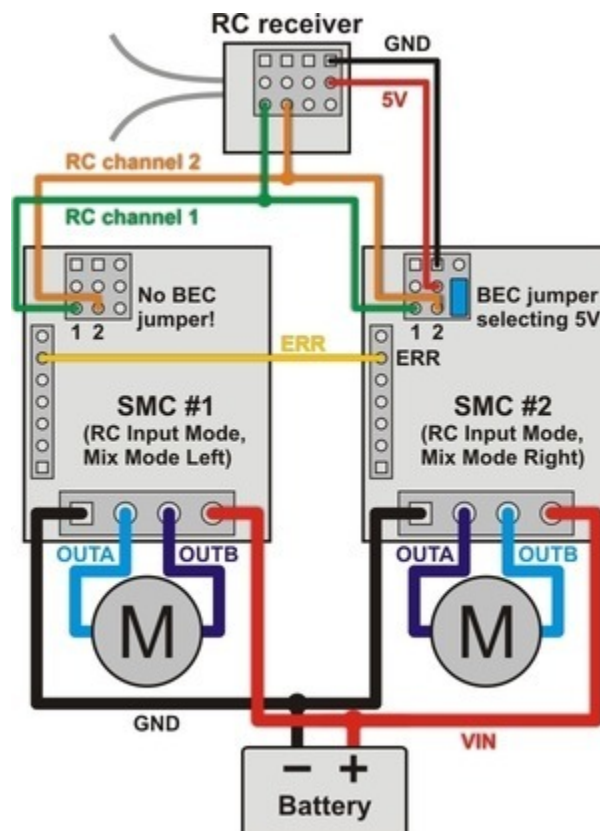 RC receiver
GND
5V
RC channel 2
RC channel 1
No BEC
jumper!
1 2
BEC jumper
selecting 5V
1 2
ERR
ERR
SMC #1
(RC Input Mode,
Mix Mode Left)
SMC #2
(RC Input Mode,
Mix Mode Right)
OUTA
OUTB
OUTA
OUTB
M
M
GND
VIN
− +
Battery